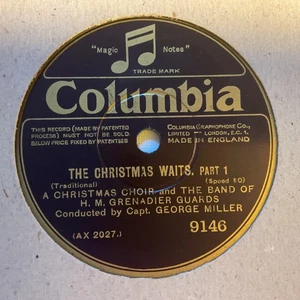 "Magic Notes"
TRADE MARK
Columbia
THIS RECORD (MADE BY PATENTED
PROCESS) MUST NOT BE SOLD
BELOW PRICE FIXED BY PATENTEES
COLUMBIA GRAPHOPHONE CO.,
LONDON, E.C. 1.
MADE IN ENGLAND
THE CHRISTMAS WAITS. PART 1
(Traditional) (Speed 80)
A CHRISTMAS CHOIR and THE BAND OF
H. M. GRENADIER GUARDS
Conducted by Capt. GEORGE MILLER
(AX 2027.) 9146